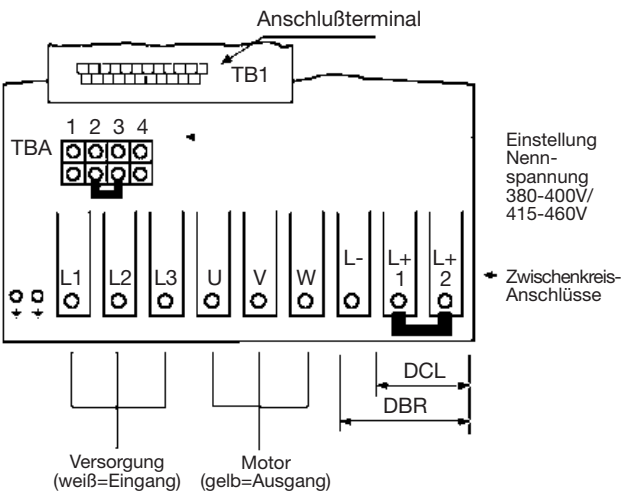 Anschlußterminal
TB1
1 2 3 4
TBA
Einstellung
Nenn-
spannung
380-400V/
415-460V
L1 L2 L3 U V W L- L+ L+
1 2
Zwischenkreis-
Anschlüsse
DCL
DBR
Versorgung
(weiß=Eingang)
Motor
(gelb=Ausgang)